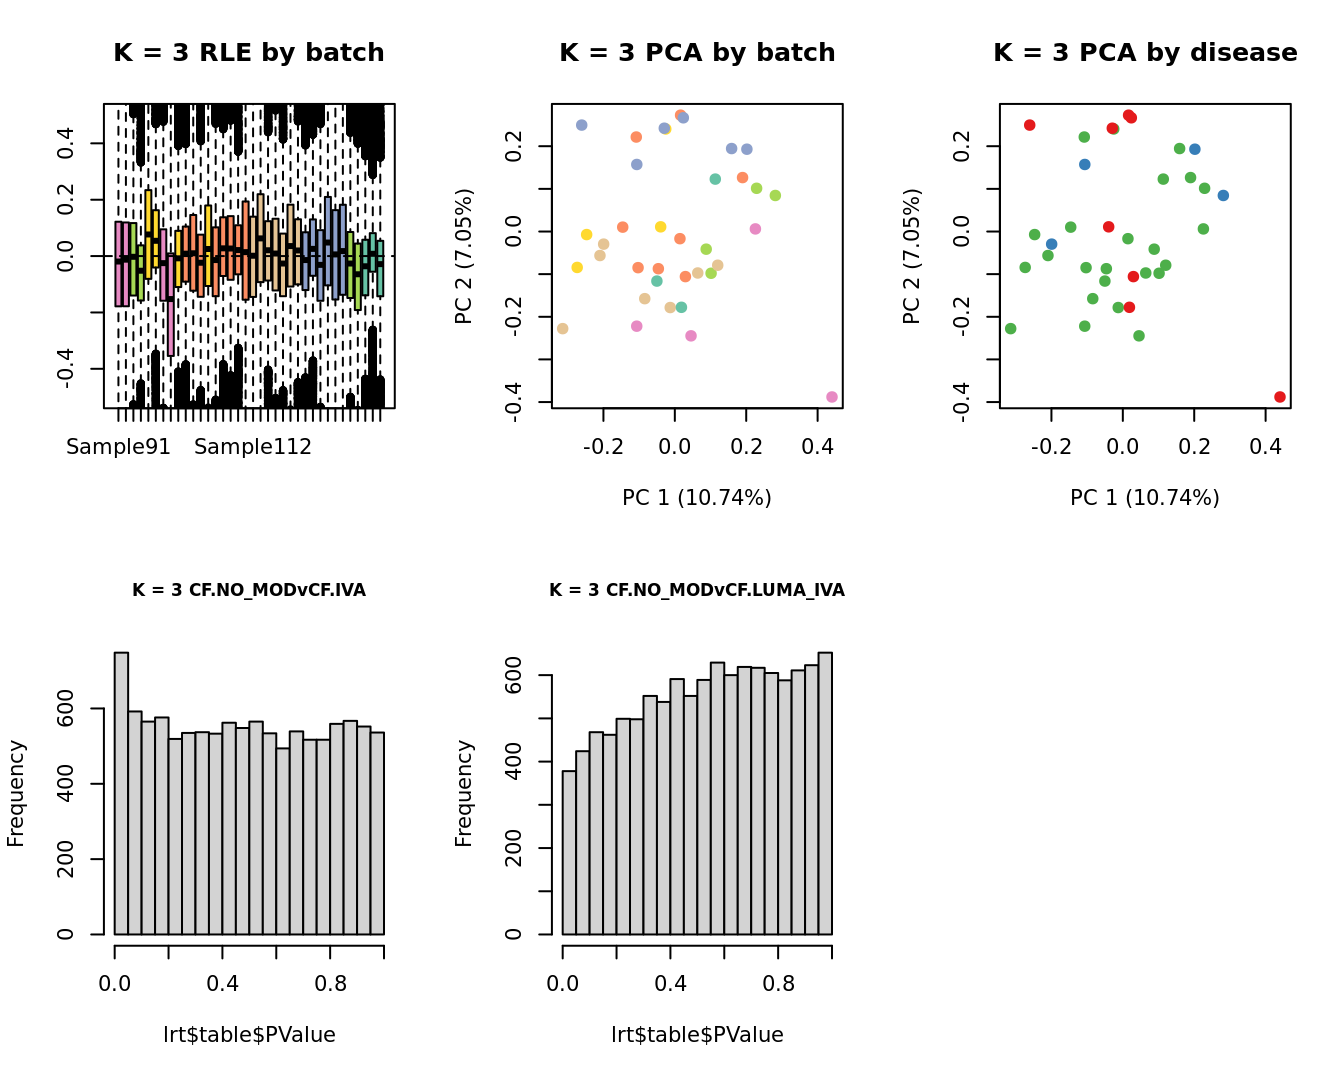 K = 3 RLE by batch
0.4
0.2
0.0
-0.4
Sample91
Sample112
K = 3 PCA by batch
PC 2 (7.05%)
0.2
0.0
-0.2
-0.4
-0.2
0.0
0.2
0.4
PC 1 (10.74%)
K = 3 PCA by disease
PC 2 (7.05%)
0.2
0.0
-0.2
-0.4
-0.2
0.0
0.2
0.4
PC 1 (10.74%)
K = 3 CF.NO_MODvCF.IVA
Frequency
600
400
200
0
0.0
0.4
0.8
lrt$table$PValue
K = 3 CF.NO_MODvCF.LUMA_IVA
Frequency
600
400
200
0
0.0
0.4
0.8
lrt$table$PValue